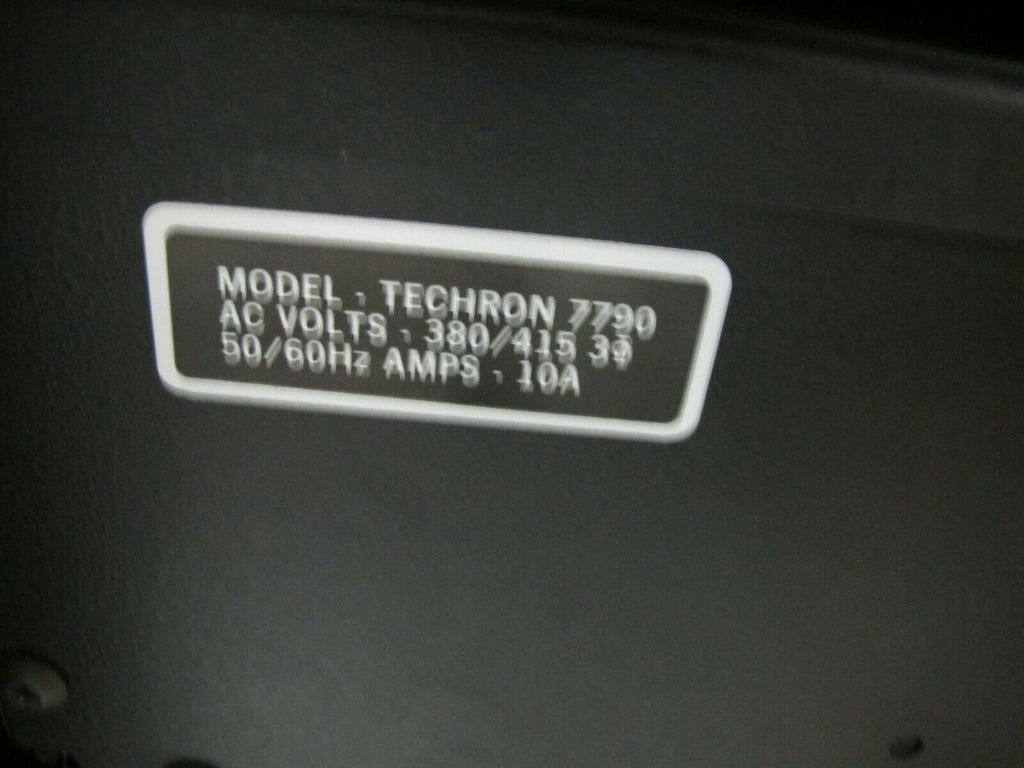 MODEL - TECHRON 7790
AC VOLTS - 380/415 3Φ
50/60Hz AMPS - 10A